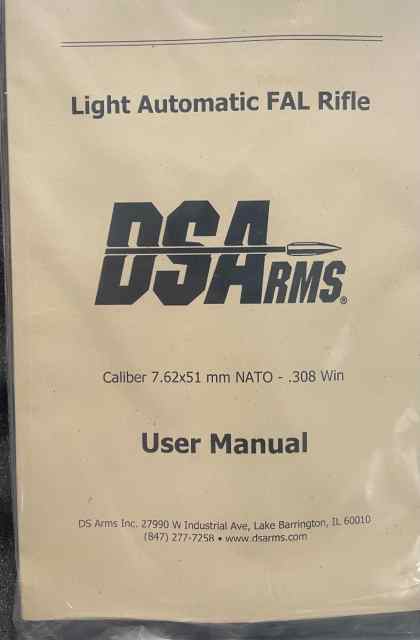 Light Automatic FAL Rifle
DSARMS®
Caliber 7.62x51 mm NATO - .308 Win
User Manual
DS Arms Inc. 27990 W Industrial Ave, Lake Barrington, IL 60010
(847) 277-7258 • www.dsarms.com